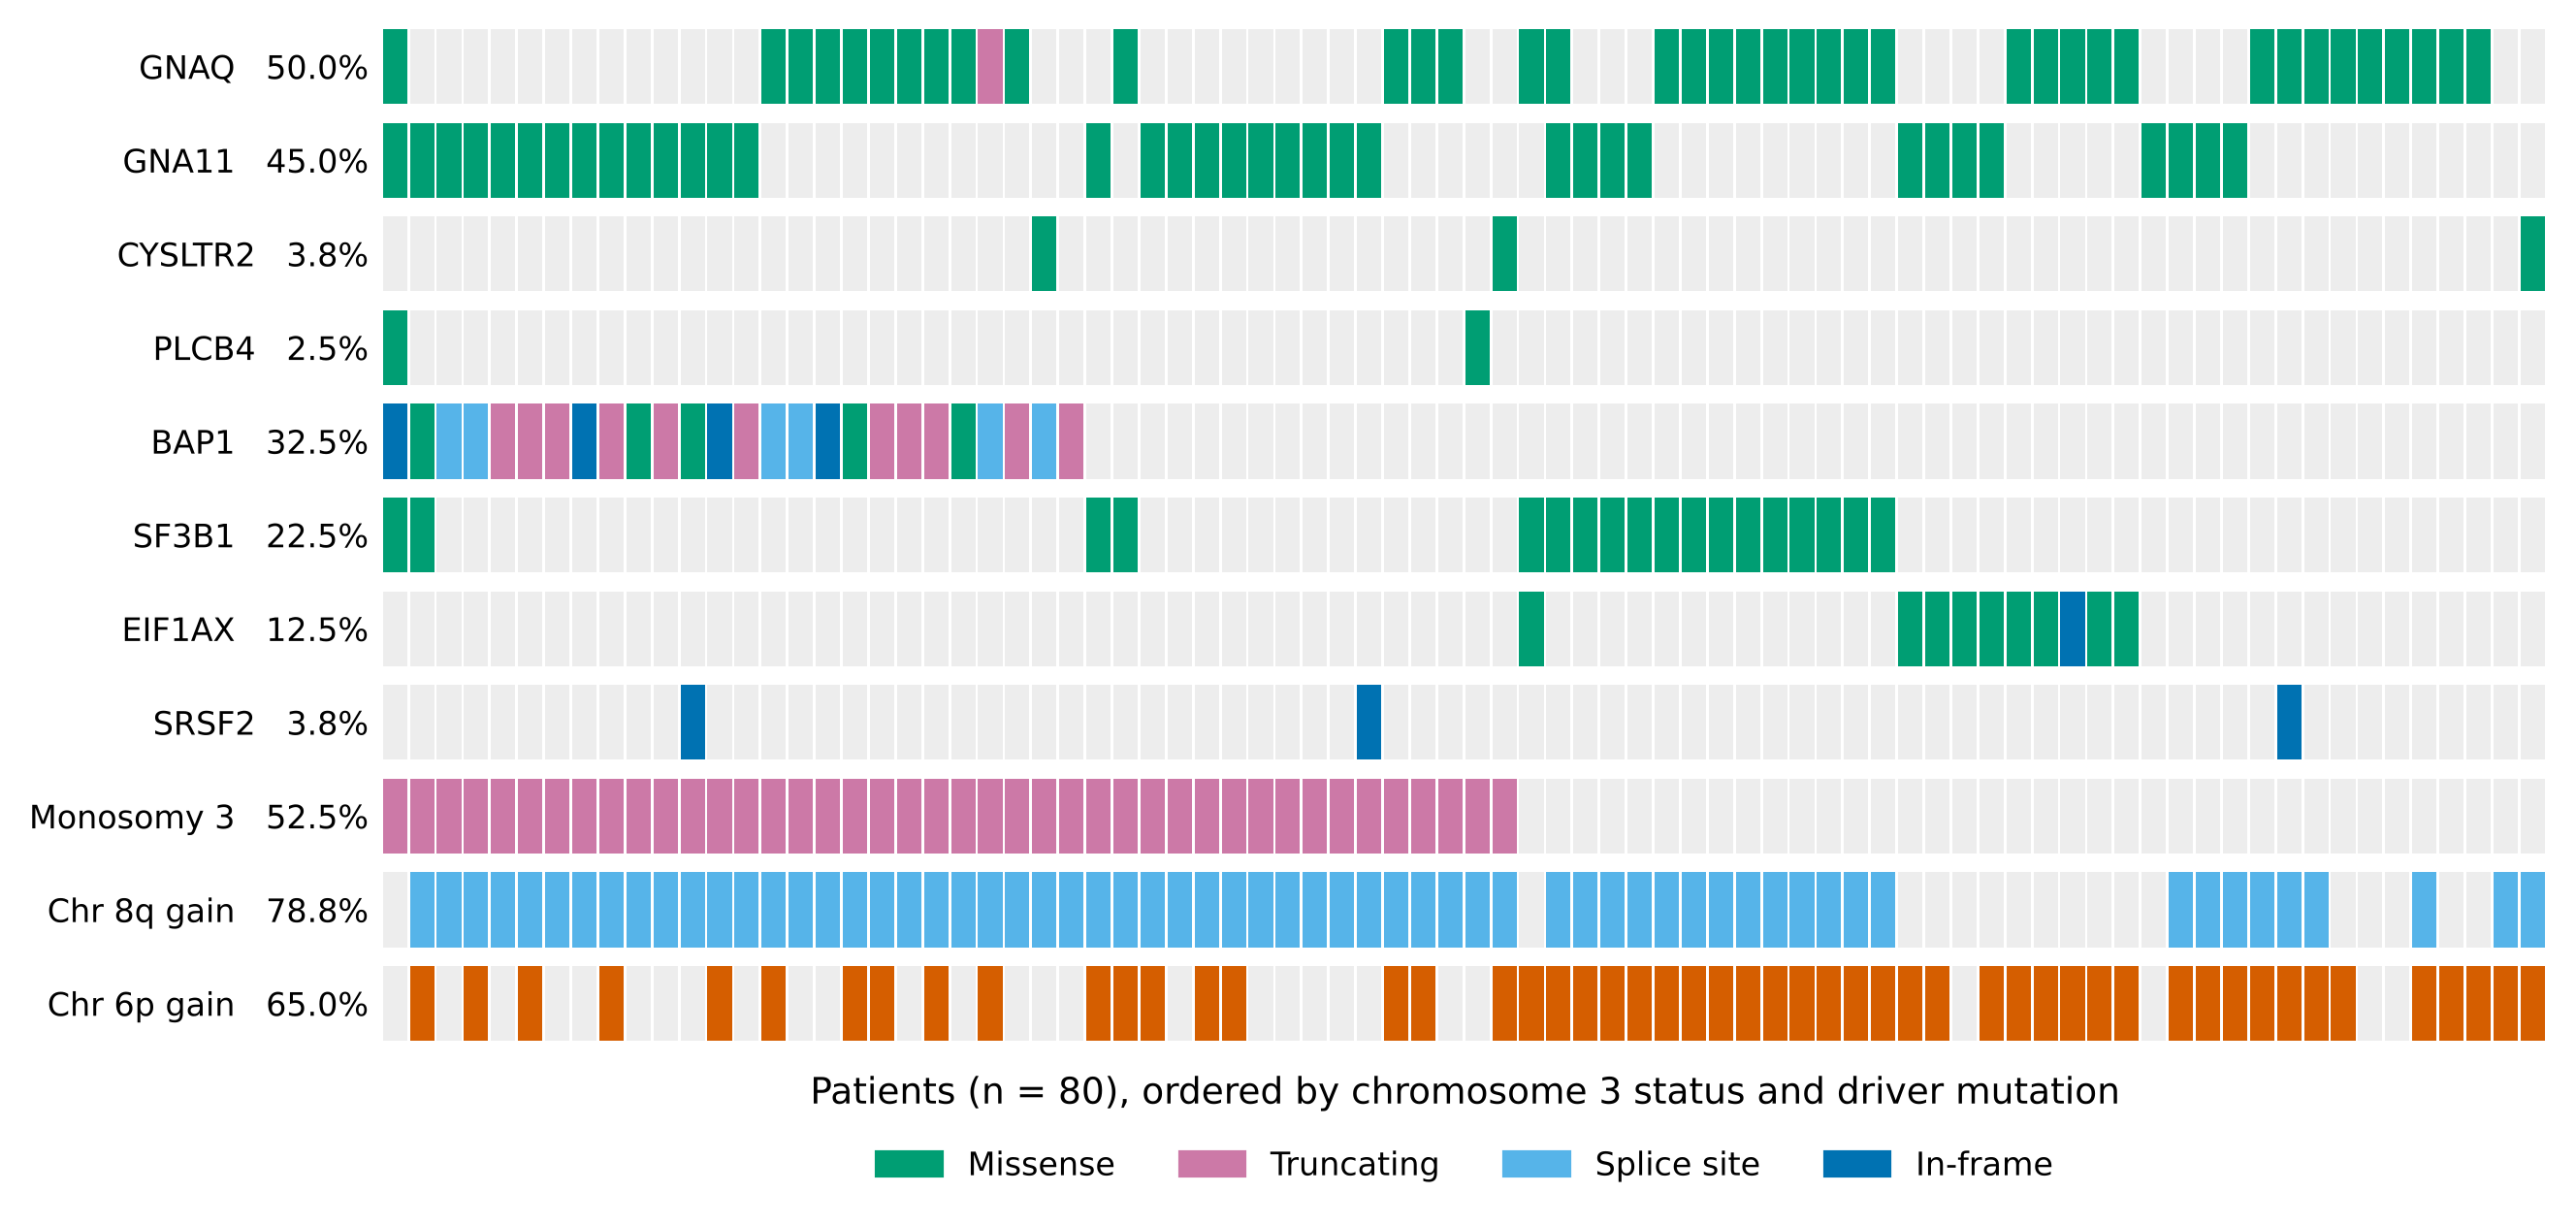 GNAQ 50.0%
GNA11 45.0%
CYSLTR2 3.8%
PLCB4 2.5%
BAP1 32.5%
SF3B1 22.5%
EIF1AX 12.5%
SRSF2 3.8%
Monosomy 3 52.5%
Chr 8q gain 78.8%
Chr 6p gain 65.0%
Patients (n = 80), ordered by chromosome 3 status and driver mutation
Missense Truncating Splice site In-frame